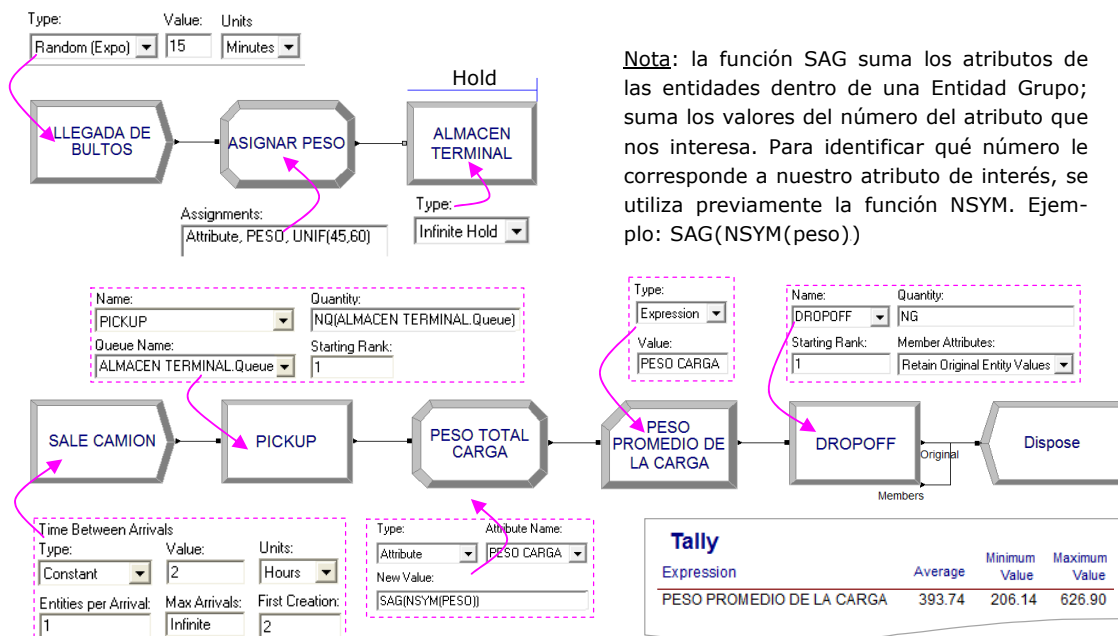 Type: Value: Units
Random (Expo) 15 Minutes
LLEGADA DE
BULTOS
ASIGNAR PESO
Hold
ALMACEN
TERMINAL
Assignments:
Attribute, PESO, UNIF(45,60)
Type:
Infinite Hold
Nota: la función SAG suma los atributos de
las entidades dentro de una Entidad Grupo;
suma los valores del número del atributo que
nos interesa. Para identificar qué número le
corresponde a nuestro atributo de interés, se
utiliza previamente la función NSYM. Ejem-
plo: SAG(NSYM(peso))
Name: Quantity:
PICKUP NQ(ALMACEN TERMINAL.Queue)
Queue Name: Starting Rank:
ALMACEN TERMINAL.Queue 1
Type:
Expression
Value:
PESO CARGA
Name: Quantity:
DROPOFF NG
Starting Rank: Member Attributes:
1 Retain Original Entity Values
SALE CAMION
PICKUP
PESO TOTAL
CARGA
PESO
PROMEDIO DE
LA CARGA
DROPOFF
Original
Members
Dispose
Time Between Arrivals
Type: Value: Units:
Constant 2 Hours
Entities per Arrival: Max Arrivals: First Creation:
1 Infinite 2
Type: Attribute Name:
Attribute PESO CARGA
New Value:
SAG(NSYM(PESO))
Tally
Expression Average Minimum Value Maximum Value
PESO PROMEDIO DE LA CARGA 393.74 206.14 626.90